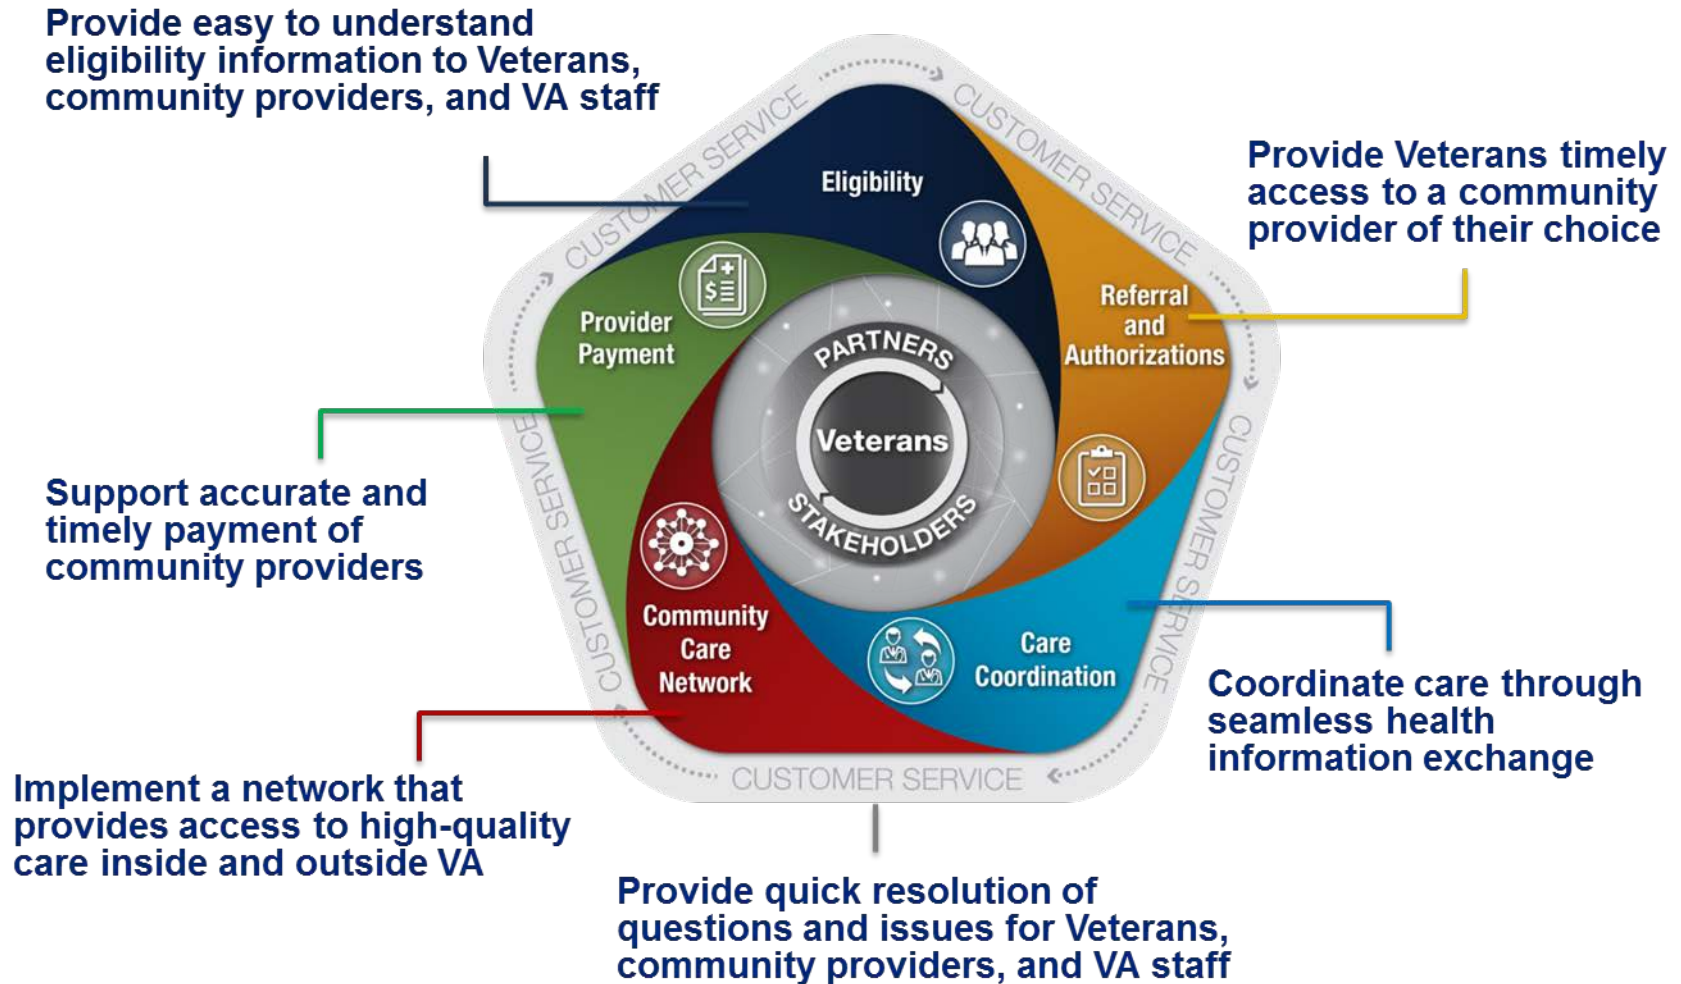 Provide easy to understand
eligibility information to Veterans,
community providers, and VA staff
CUSTOMER SERVICE
CUSTOMER SERVICE
Eligibility
Provide Veterans timely
access to a community
provider of their choice
Referral
and
Authorizations
Provider
Payment
$
PARTNERS
Veterans
STAKEHOLDERS
CUSTOMER SERVICE
CUSTOMER SERVICE
Support accurate and
timely payment of
community providers
Community
Care
Network
Care
Coordination
Coordinate care through
seamless health
information exchange
CUSTOMER SERVICE
Implement a network that
provides access to high-quality
care inside and outside VA
Provide quick resolution of
questions and issues for Veterans,
community providers, and VA staff